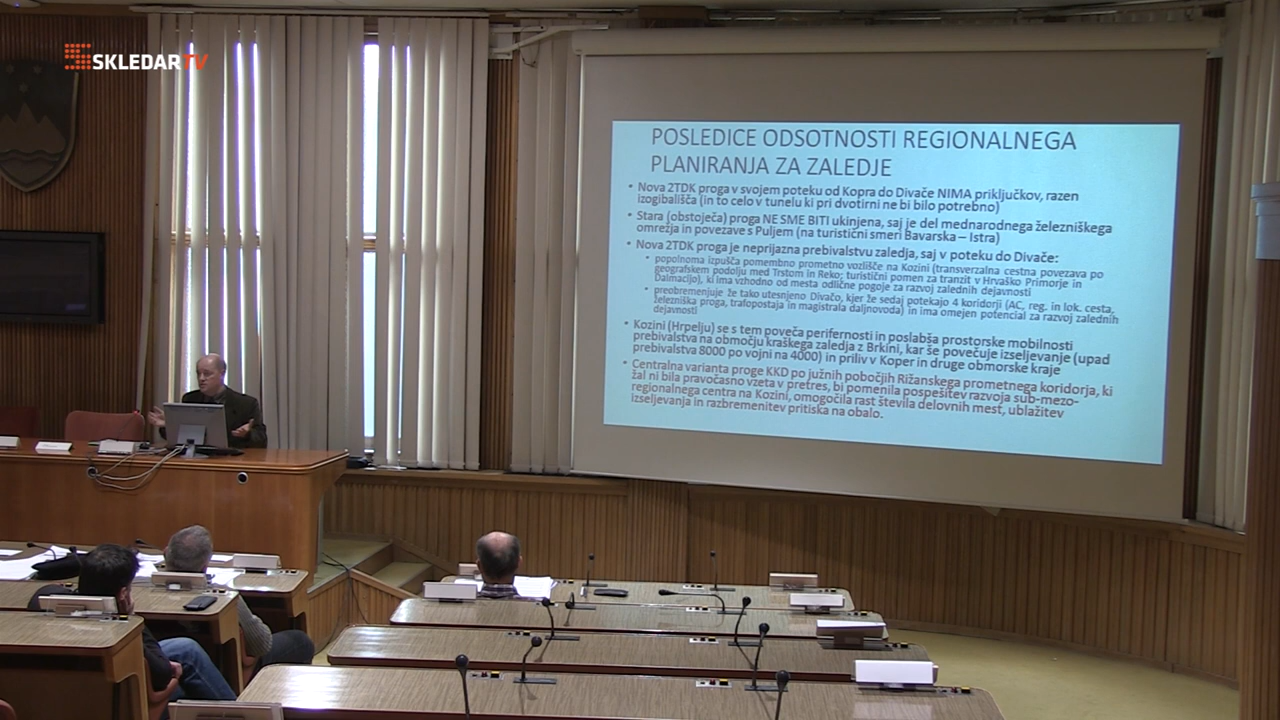 SKLEDARTV
POSLEDICE ODSOTNOSTI REGIONALNEGA
PLANIRANJA ZA ZALEDJE
• Nova 2TDK proga v svojem poteku od Kopra do Divače NIMA priključkov, razen
izogibališča (in to celo v tunelu ki pri dvotirni ne bi bilo potrebno)
• Stara (obstoječa) proga NE SME BITI ukinjena, saj je del mednarodnega železniškega
omrežja in povezave s Puljem (na turistični smeri Bavarska – Istra)
• Nova 2TDK proga je neprijazna prebivalstvu zaledja, saj v poteku do Divače:
• popolnoma izpušča pomembno prometno vozlišče na Kozini (transverzalna cestna povezava po
geografskem podolju med Trstom in Reko; turistični pomen za tranzit v Hrvaško Primorje in
Dalmacijo), ki ima vzhodno od mesta odlične pogoje za razvoj zalednih dejavnosti
• preobremenjuje že tako utesnjeno Divačo, kjer že sedaj potekajo 4 koridorji (AC, reg. in lok. cesta,
železniška proga, trafopostaja in magistrala daljnovoda) in ima omejen potencial za razvoj zalednih
dejavnosti
• Kozini (Hrpelju) se s tem poveča perifernosti in poslabša prostorske mobilnosti
prebivalstva na območju kraškega zaledja z Brkini, kar še povečuje izseljevanje (upad
prebivalstva 8000 po vojni na 4000) in priliv v Koper in druge obmorske kraje
• Centralna varianta proge KKD po južnih pobočjih Rižanskega prometnega koridorja, ki
žal ni bila pravočasno vzeta v pretres, bi pomenila pospešitev razvoja sub-mezo-
regionalnega centra na Kozini, omogočila rast števila delovnih mest, ublažitev
izseljevanja in razbremenitev pritiska na obalo.